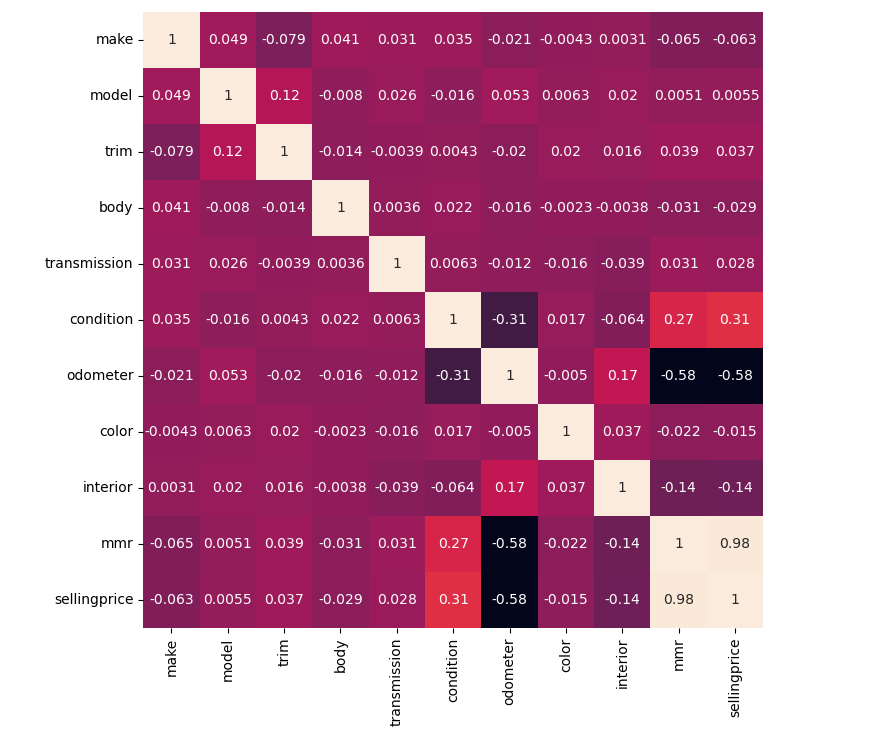 make 1 0.049 -0.079 0.041 0.031 0.035 -0.021 -0.0043 0.0031 -0.065 -0.063
model 0.049 1 0.12 -0.008 0.026 -0.016 0.053 0.0063 0.02 0.0051 0.0055
trim -0.079 0.12 1 -0.014 -0.0039 0.0043 -0.02 0.02 0.016 0.039 0.037
body 0.041 -0.008 -0.014 1 0.0036 0.022 -0.016 -0.0023 -0.0038 -0.031 -0.029
transmission 0.031 0.026 -0.0039 0.0036 1 0.0063 -0.012 -0.016 -0.039 0.031 0.028
condition 0.035 -0.016 0.0043 0.022 0.0063 1 -0.31 0.017 -0.064 0.27 0.31
odometer -0.021 0.053 -0.02 -0.016 -0.012 -0.31 1 -0.005 0.17 -0.58 -0.58
color -0.0043 0.0063 0.02 -0.0023 -0.016 0.017 -0.005 1 0.037 -0.022 -0.015
interior 0.0031 0.02 0.016 -0.0038 -0.039 -0.064 0.17 0.037 1 -0.14 -0.14
mmr -0.065 0.0051 0.039 -0.031 0.031 0.27 -0.58 -0.022 -0.14 1 0.98
sellingprice -0.063 0.0055 0.037 -0.029 0.028 0.31 -0.58 -0.015 -0.14 0.98 1
make model trim body transmission condition odometer color interior mmr sellingprice